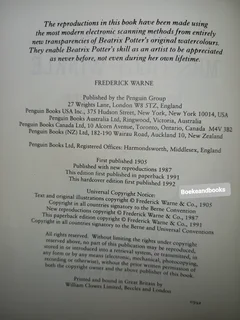 The reproductions in this book have been made using
the most modern electronic scanning methods from entirely
new transparencies of Beatrix Potter's original watercolours.
They enable Beatrix Potter's skill as an artist to be appreciated
as never before, not even during her own lifetime.
FREDERICK WARNE
Published by the Penguin Group
27 Wrights Lane, London W8 5TZ, England
Penguin Books USA Inc., 375 Hudson Street, New York, New York 10014, USA
Penguin Books Australia Ltd, Ringwood, Victoria, Australia
Penguin Books Canada Ltd, 10 Alcorn Avenue, Toronto, Ontario, Canada M4V 3B2
Penguin Books (NZ) Ltd, 182-190 Wairau Road, Auckland 10, New Zealand
Penguin Books Ltd, Registered Offices: Harmondsworth, Middlesex, England
First published 1905
Published with new reproductions 1987
This edition first published in paperback 1991
This hardcover edition first published 1992
Boeksandbooks
Universal Copyright Notice:
Text and original illustrations copyright © Frederick Warne & Co., 1905
Copyright in all countries signatory to the Berne Convention
New reproductions copyright © Frederick Warne & Co., 1987
This paperback edition copyright © Frederick Warne & Co., 1991
Copyright in all countries signatory to the Berne and Universal Conventions
All rights reserved. Without limiting the rights under copyright
reserved above, no part of this publication may be reproduced,
stored in or introduced into a retrieval system, or transmitted, in
any form or by any means (electronic, mechanical, photocopying,
recording or otherwise), without the prior written permission of
both the copyright owner and the above publisher of this book.
Printed and bound in Great Britain by
William Clowes Limited, Beccles and London